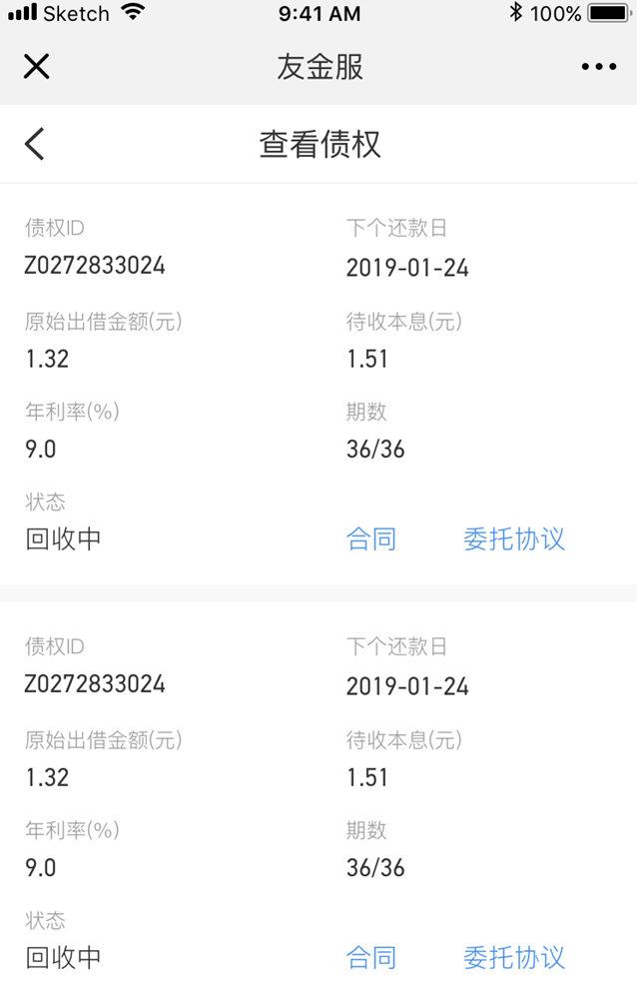 Sketch 9:41 AM 100%
友金服
查看债权
债权ID 下个还款日
Z0272833024 2019-01-24
原始出借金额(元) 待收本息(元)
1.32 1.51
年利率(%) 期数
9.0 36/36
状态
回收中 合同 委托协议
债权ID 下个还款日
Z0272833024 2019-01-24
原始出借金额(元) 待收本息(元)
1.32 1.51
年利率(%) 期数
9.0 36/36
状态
回收中 合同 委托协议